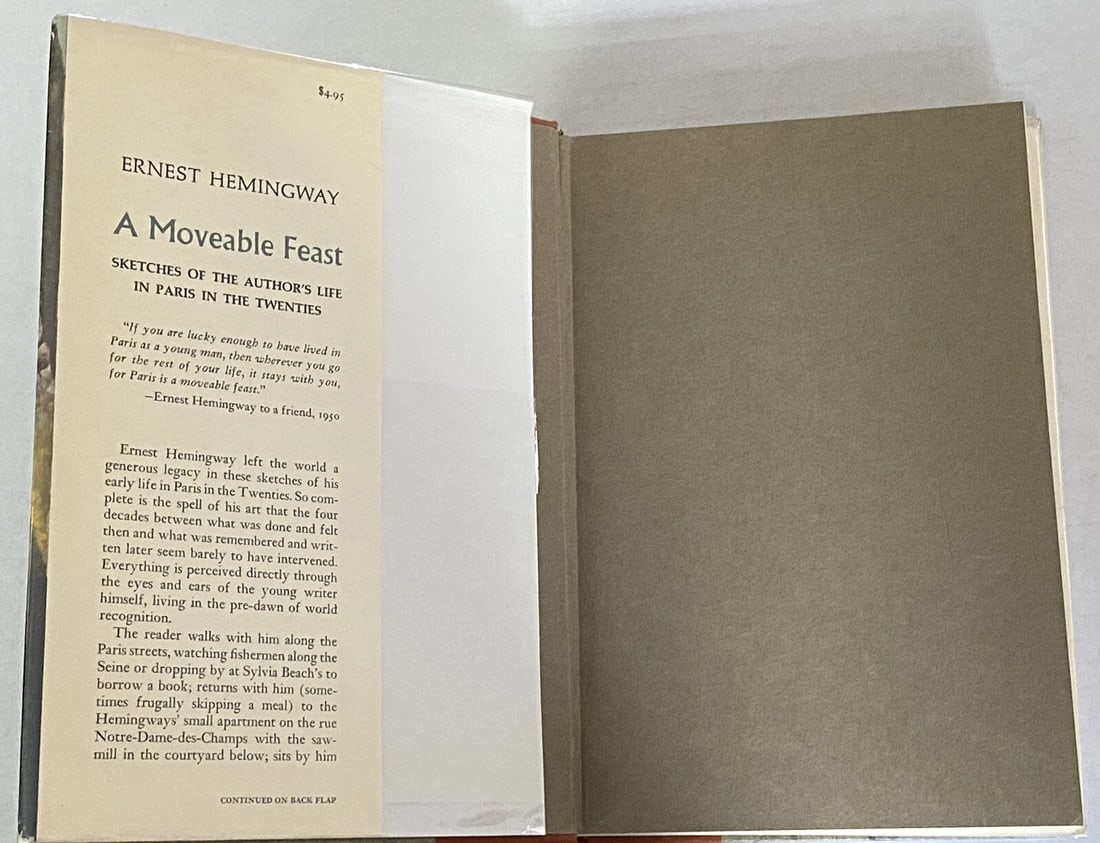 $4.95
ERNEST HEMINGWAY
A Moveable Feast
SKETCHES OF THE AUTHOR'S LIFE
IN PARIS IN THE TWENTIES
"If you are lucky enough to have lived in
Paris as a young man, then wherever you go
for the rest of your life, it stays with you,
for Paris is a moveable feast."
—Ernest Hemingway to a friend, 1950
Ernest Hemingway left the world a
generous legacy in these sketches of his
early life in Paris in the Twenties. So com-
plete is the spell of his art that the four
decades between what was done and felt
then and what was remembered and writ-
ten later seem barely to have intervened.
Everything is perceived directly through
the eyes and ears of the young writer
himself, living in the pre-dawn of world
recognition.
The reader walks with him along the
Paris streets, watching fishermen along the
Seine or dropping by at Sylvia Beach's to
borrow a book; returns with him (some-
times frugally skipping a meal) to the
Hemingways' small apartment on the rue
Notre-Dame-des-Champs with the saw-
mill in the courtyard below; sits by him
CONTINUED ON BACK FLAP